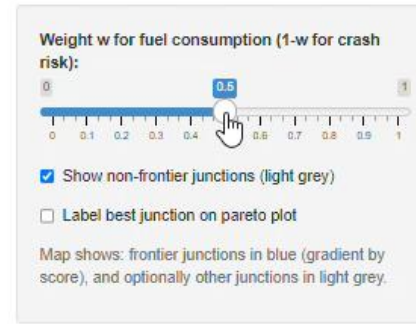 Weight w for fuel consumption (1-w for crash
risk):
0 0.5 1
0 0.1 0.2 0.3 0.4 0.6 0.7 0.8 0.9 1
Show non-frontier junctions (light grey)
Label best junction on pareto plot
Map shows: frontier junctions in blue (gradient by
score), and optionally other junctions in light grey.